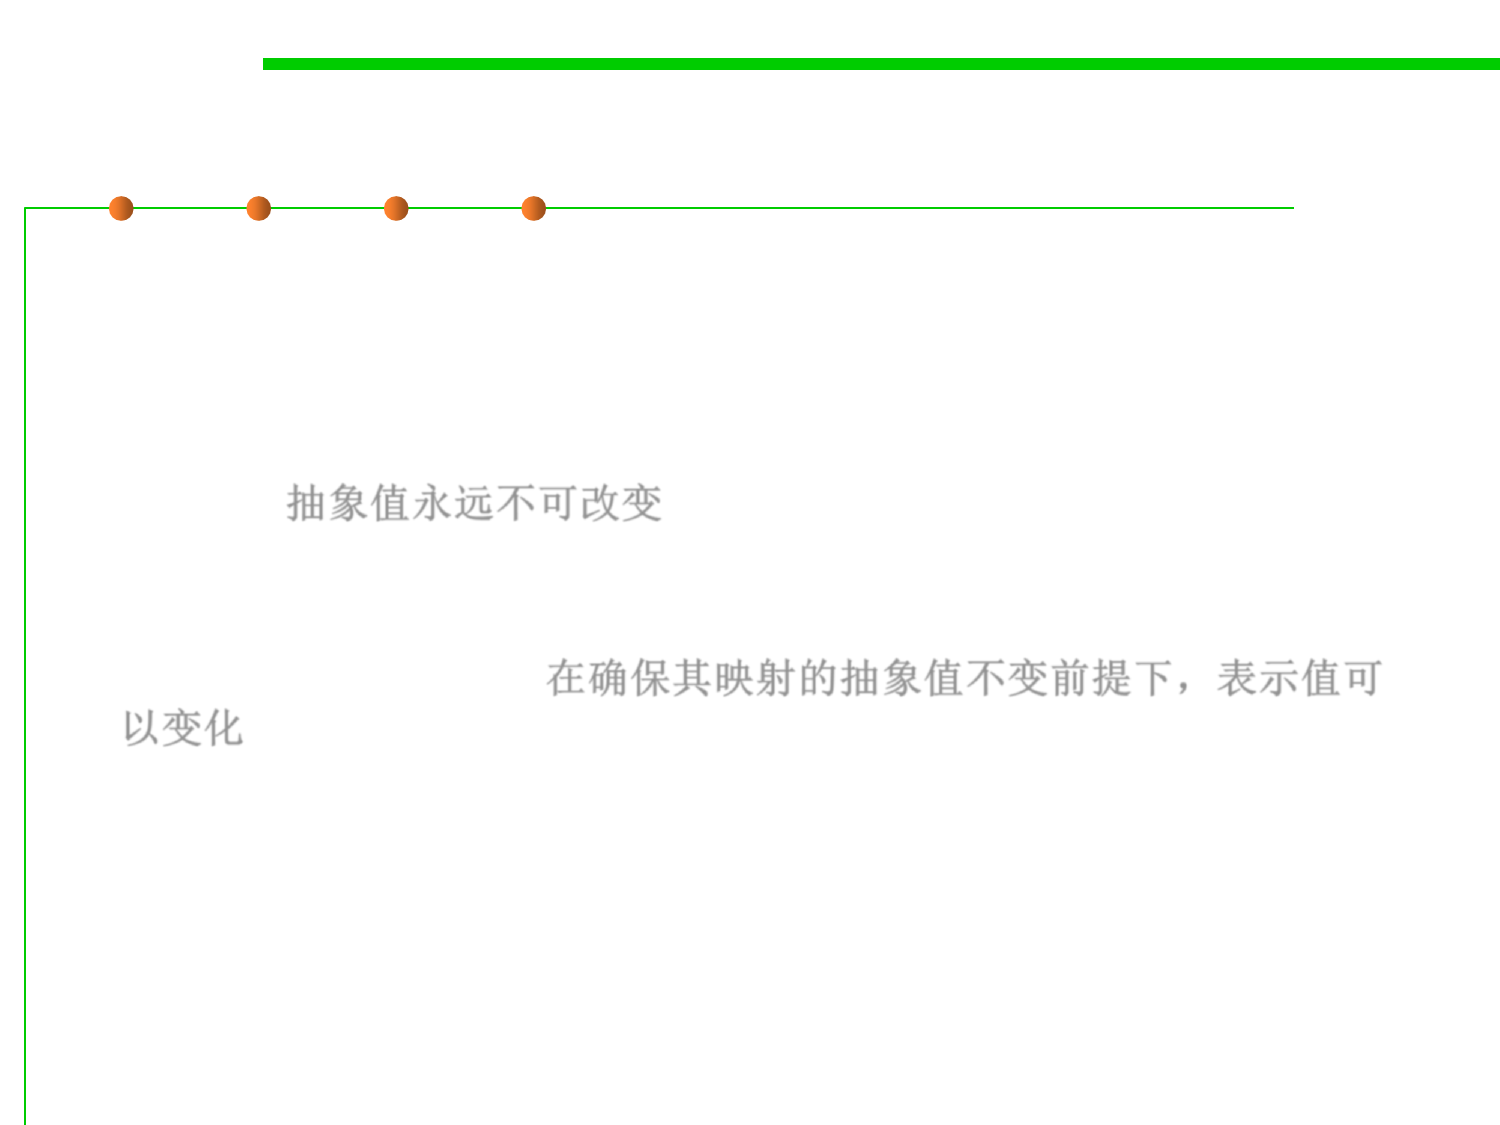 抽象值永远不可改变
在确保其映射的抽象值不变前提下，表示值可
以变化